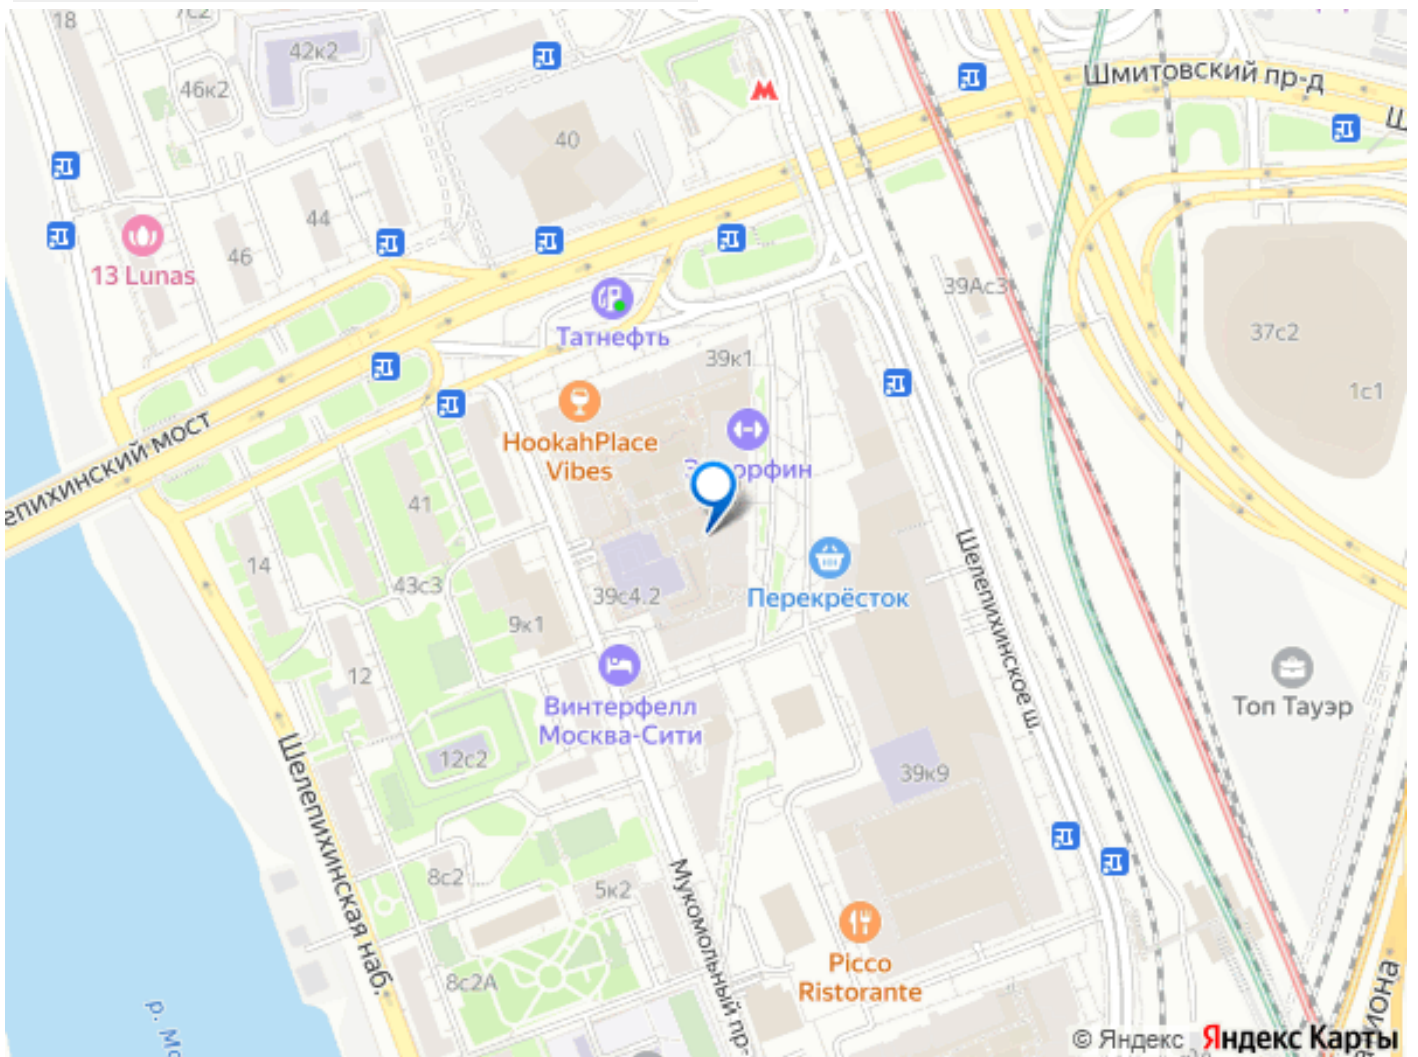 18
7с2
42к2
46к2
40
Шмитовский пр-д
44
46
13 Lunas
39Ас3
37с2
1с1
Татнефть
39к1
HookahPlace
Vibes
41
14
43с3
39с4.2
9к1
12
Перекрёсток
Шелепихинское ш.
Винтерфелл
Москва-Сити
Топ Тауэр
12с2
39к9
Шелепихинская наб.
8с2
5к2
Мукомольный пр-
8с2А
Picco
Ristorante
р. Мо
© Яндекс Яндекс Карты